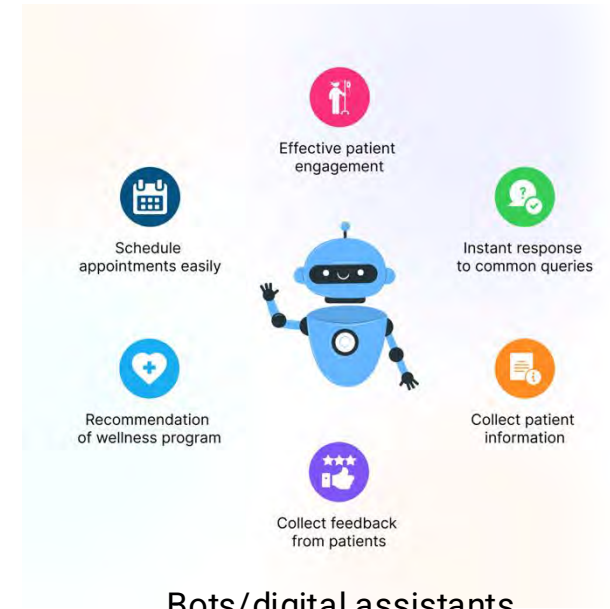 Effective patient
engagement
Schedule
appointments easily
Instant response
to common queries
Recommendation
of wellness program
Collect patient
information
Collect feedback
from patients
Bots/digital assistants